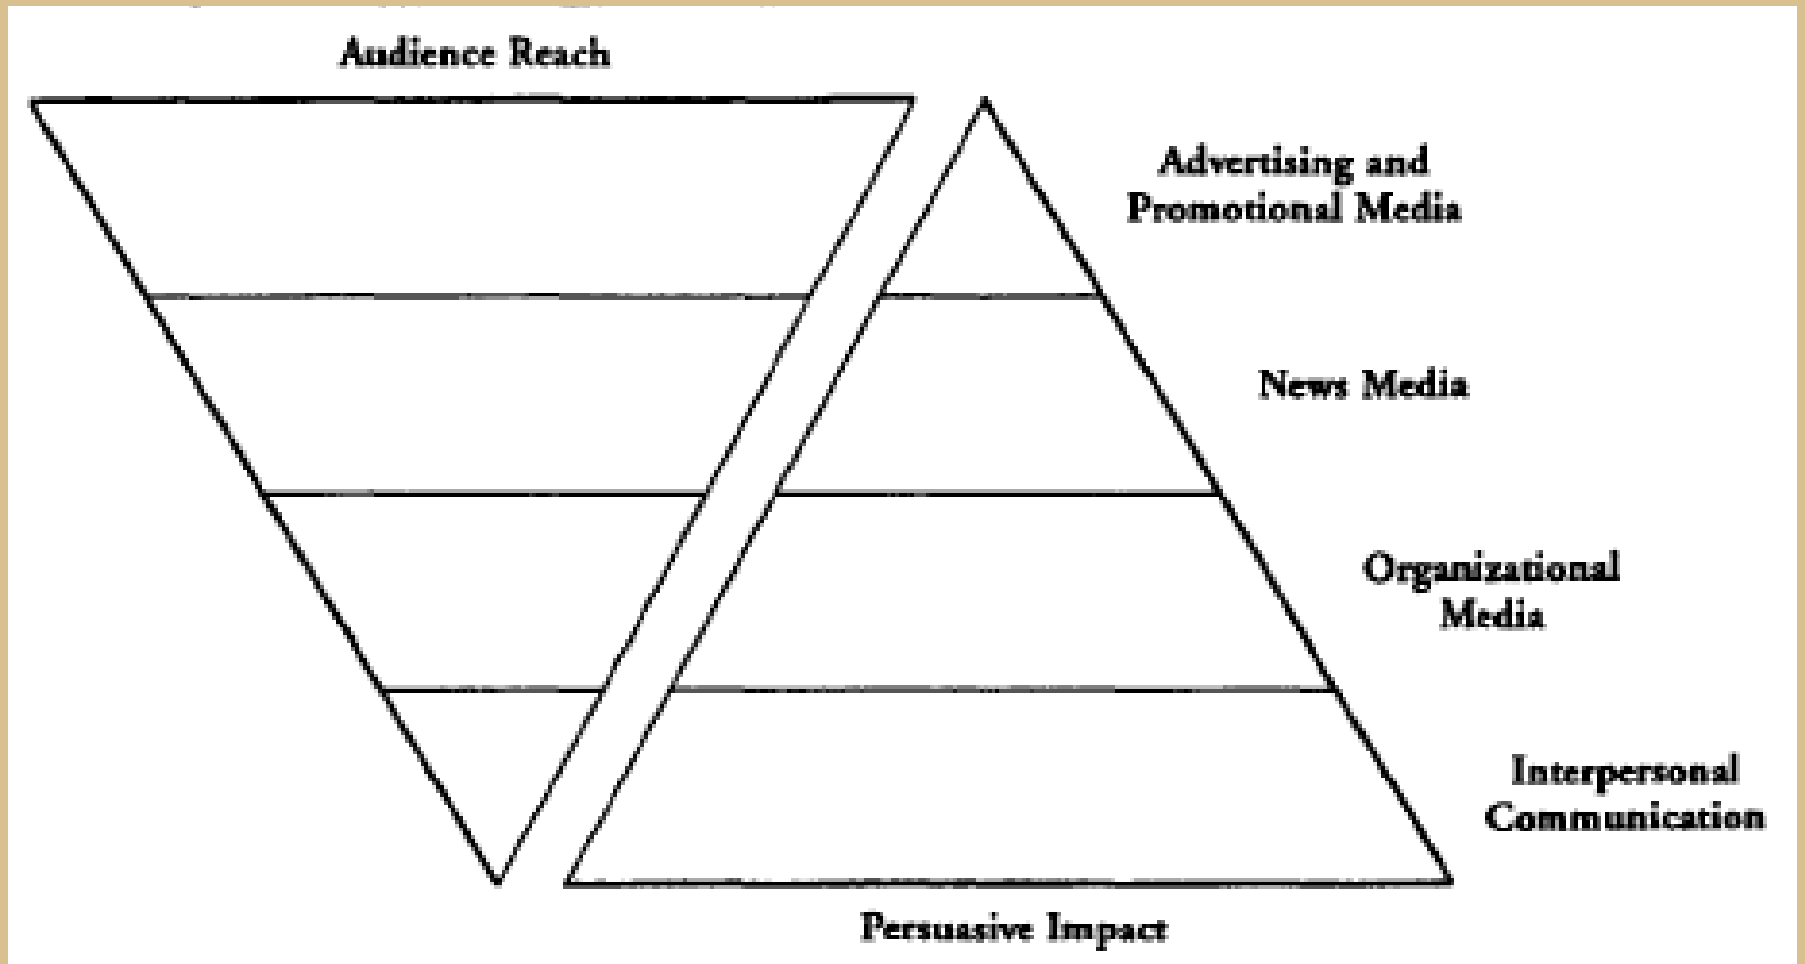 Audience Reach
Advertising and
Promotional Media
News Media
Organizational
Media
Interpersonal
Communication
Persuasive Impact